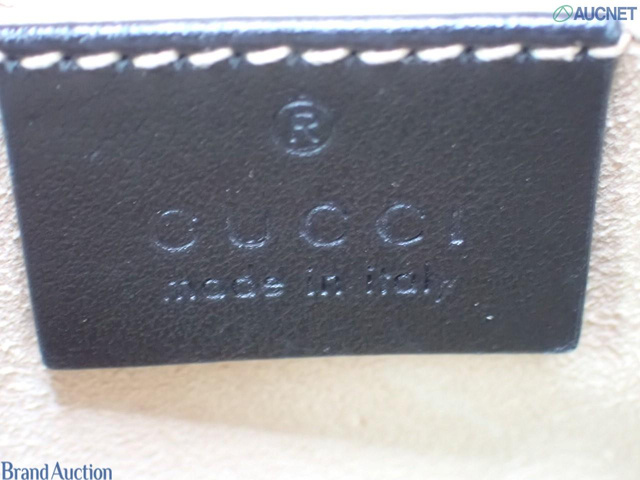 AUCNET
®
GUCCI
made in italy
Brand Auction